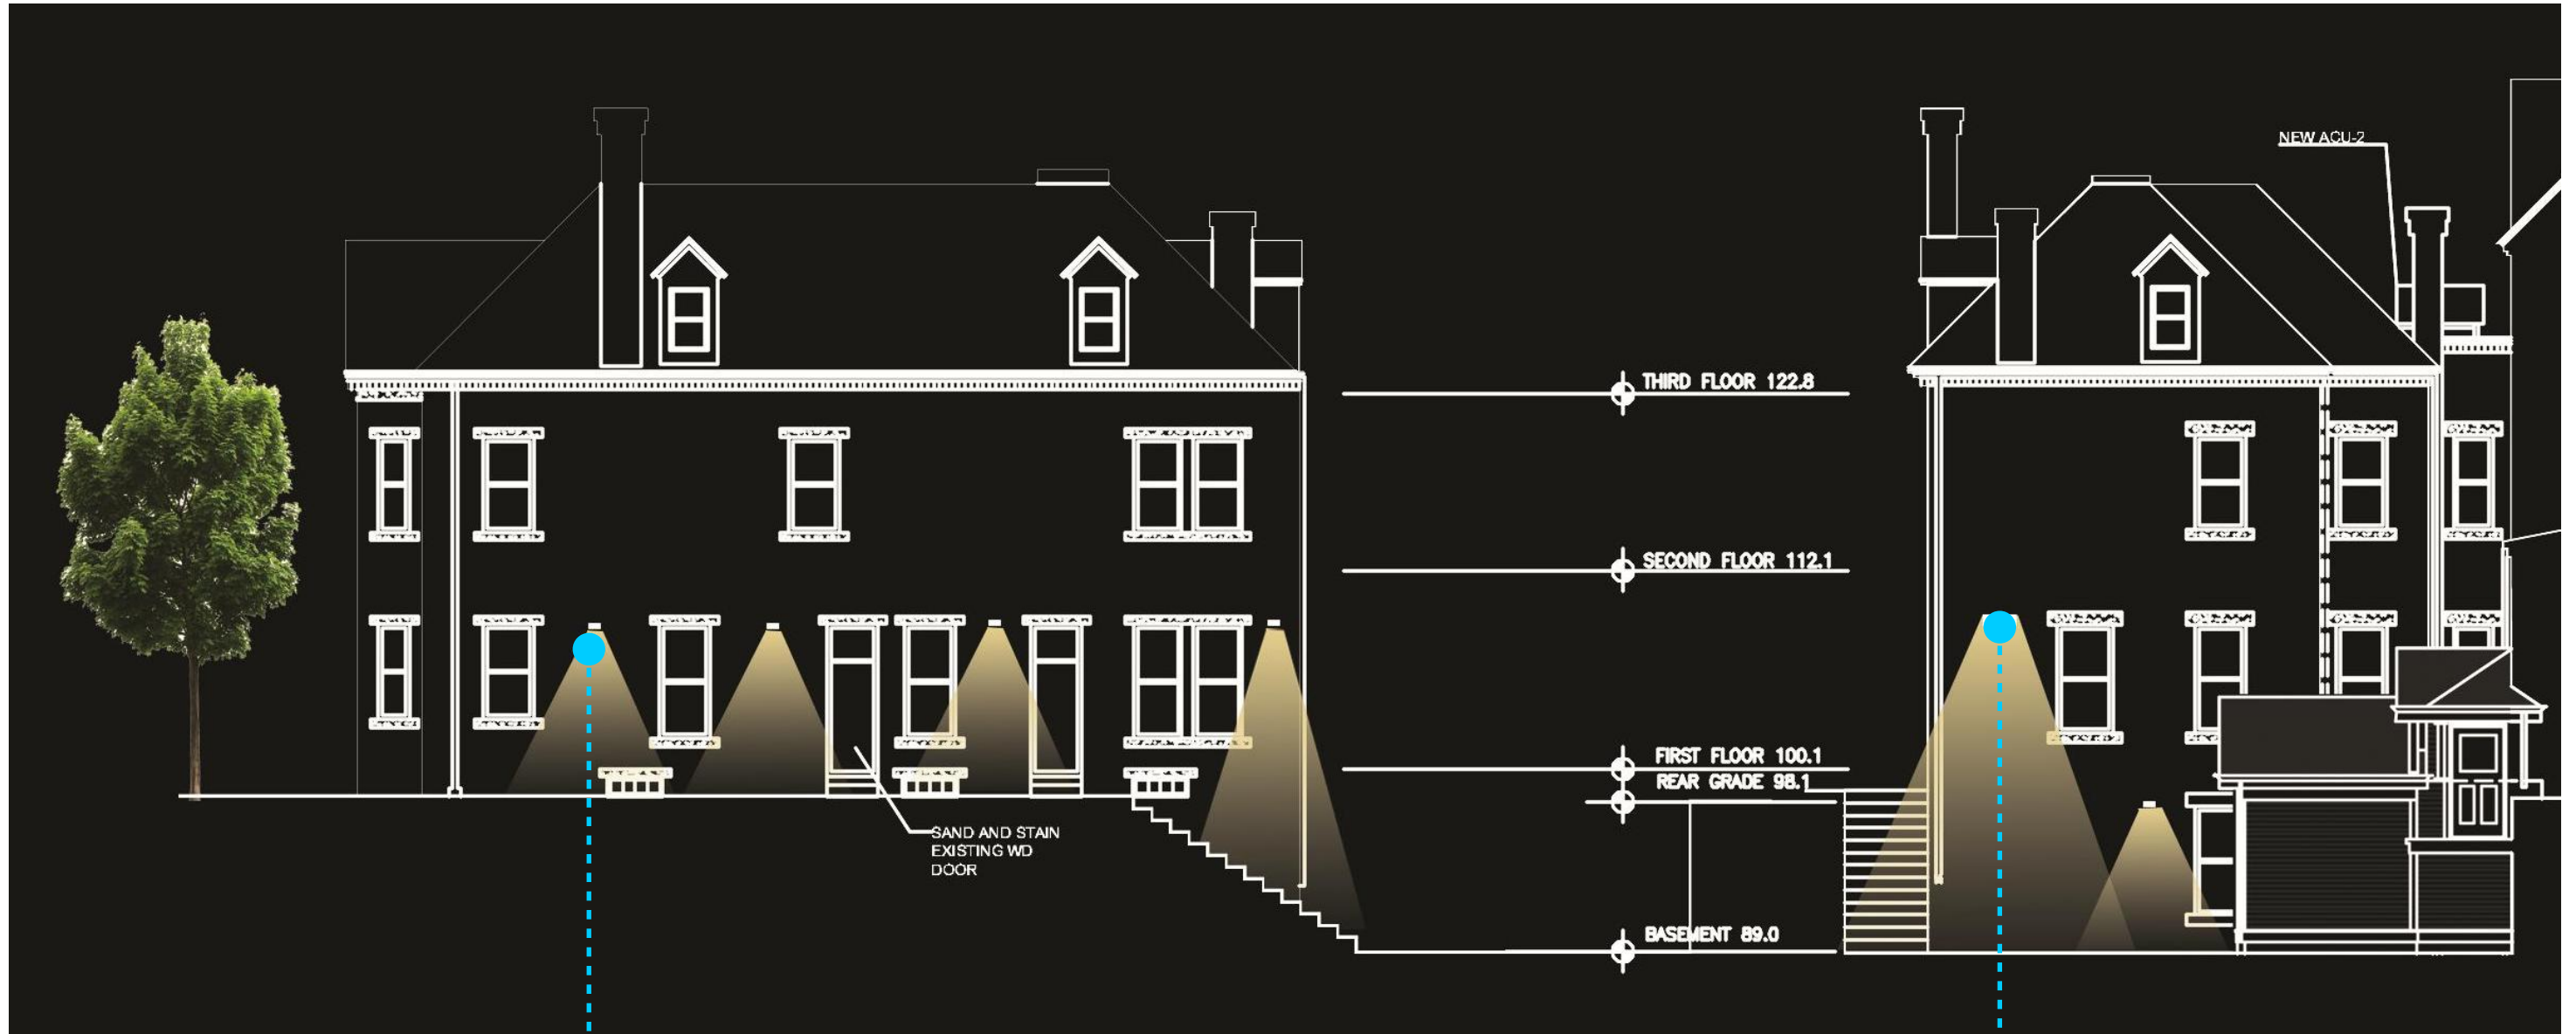 NEW ACU-2
THIRD FLOOR 122.8
SECOND FLOOR 112.1
FIRST FLOOR 100.1
REAR GRADE 98.1
SAND AND STAIN
EXISTING WD
DOOR
BASEMENT 89.0